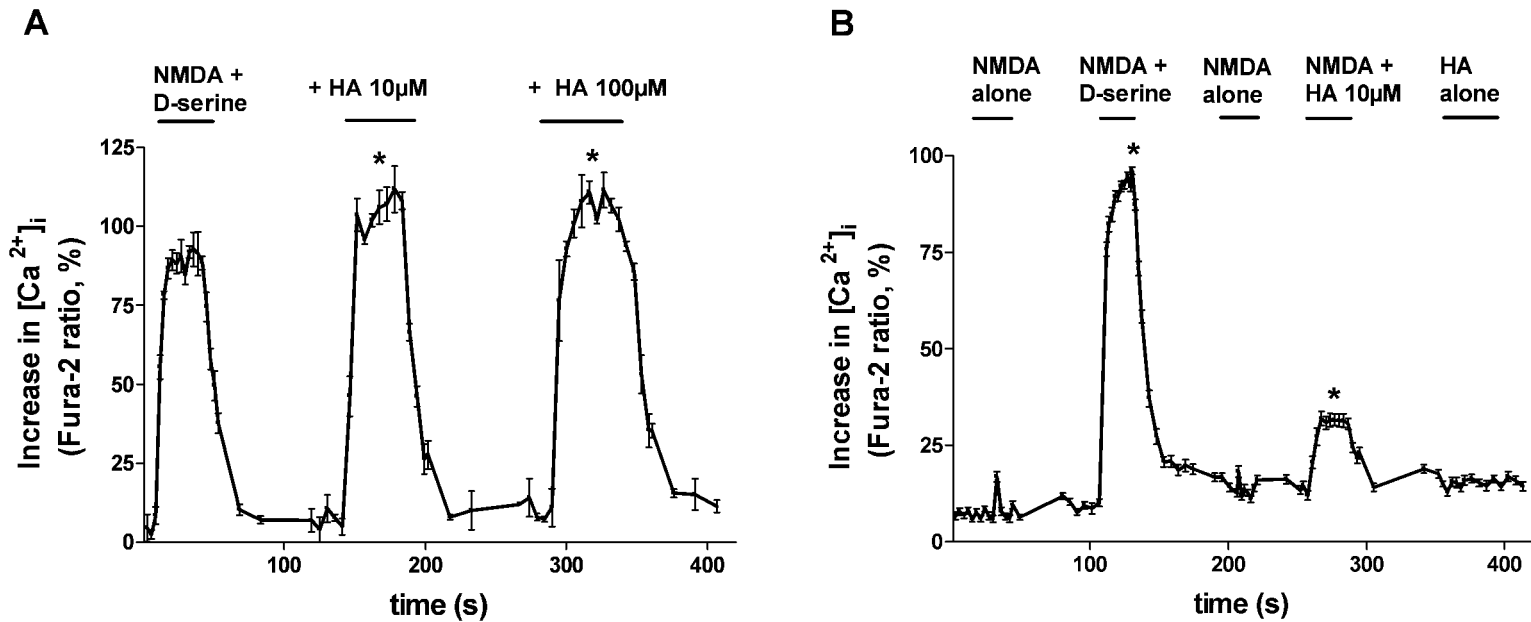 A
NMDA +
D-serine
+ HA 10µM
+ HA 100µM
*
*
125
100
75
50
25
0
100
200
300
400
Increase in [Ca 2+]i
(Fura-2 ratio, %)
time (s)
B
NMDA
alone
NMDA +
D-serine
NMDA
alone
NMDA +
HA 10µM
HA
alone
*
*
100
75
50
25
0
100
200
300
400
Increase in [Ca 2+]i
(Fura-2 ratio, %)
time (s)